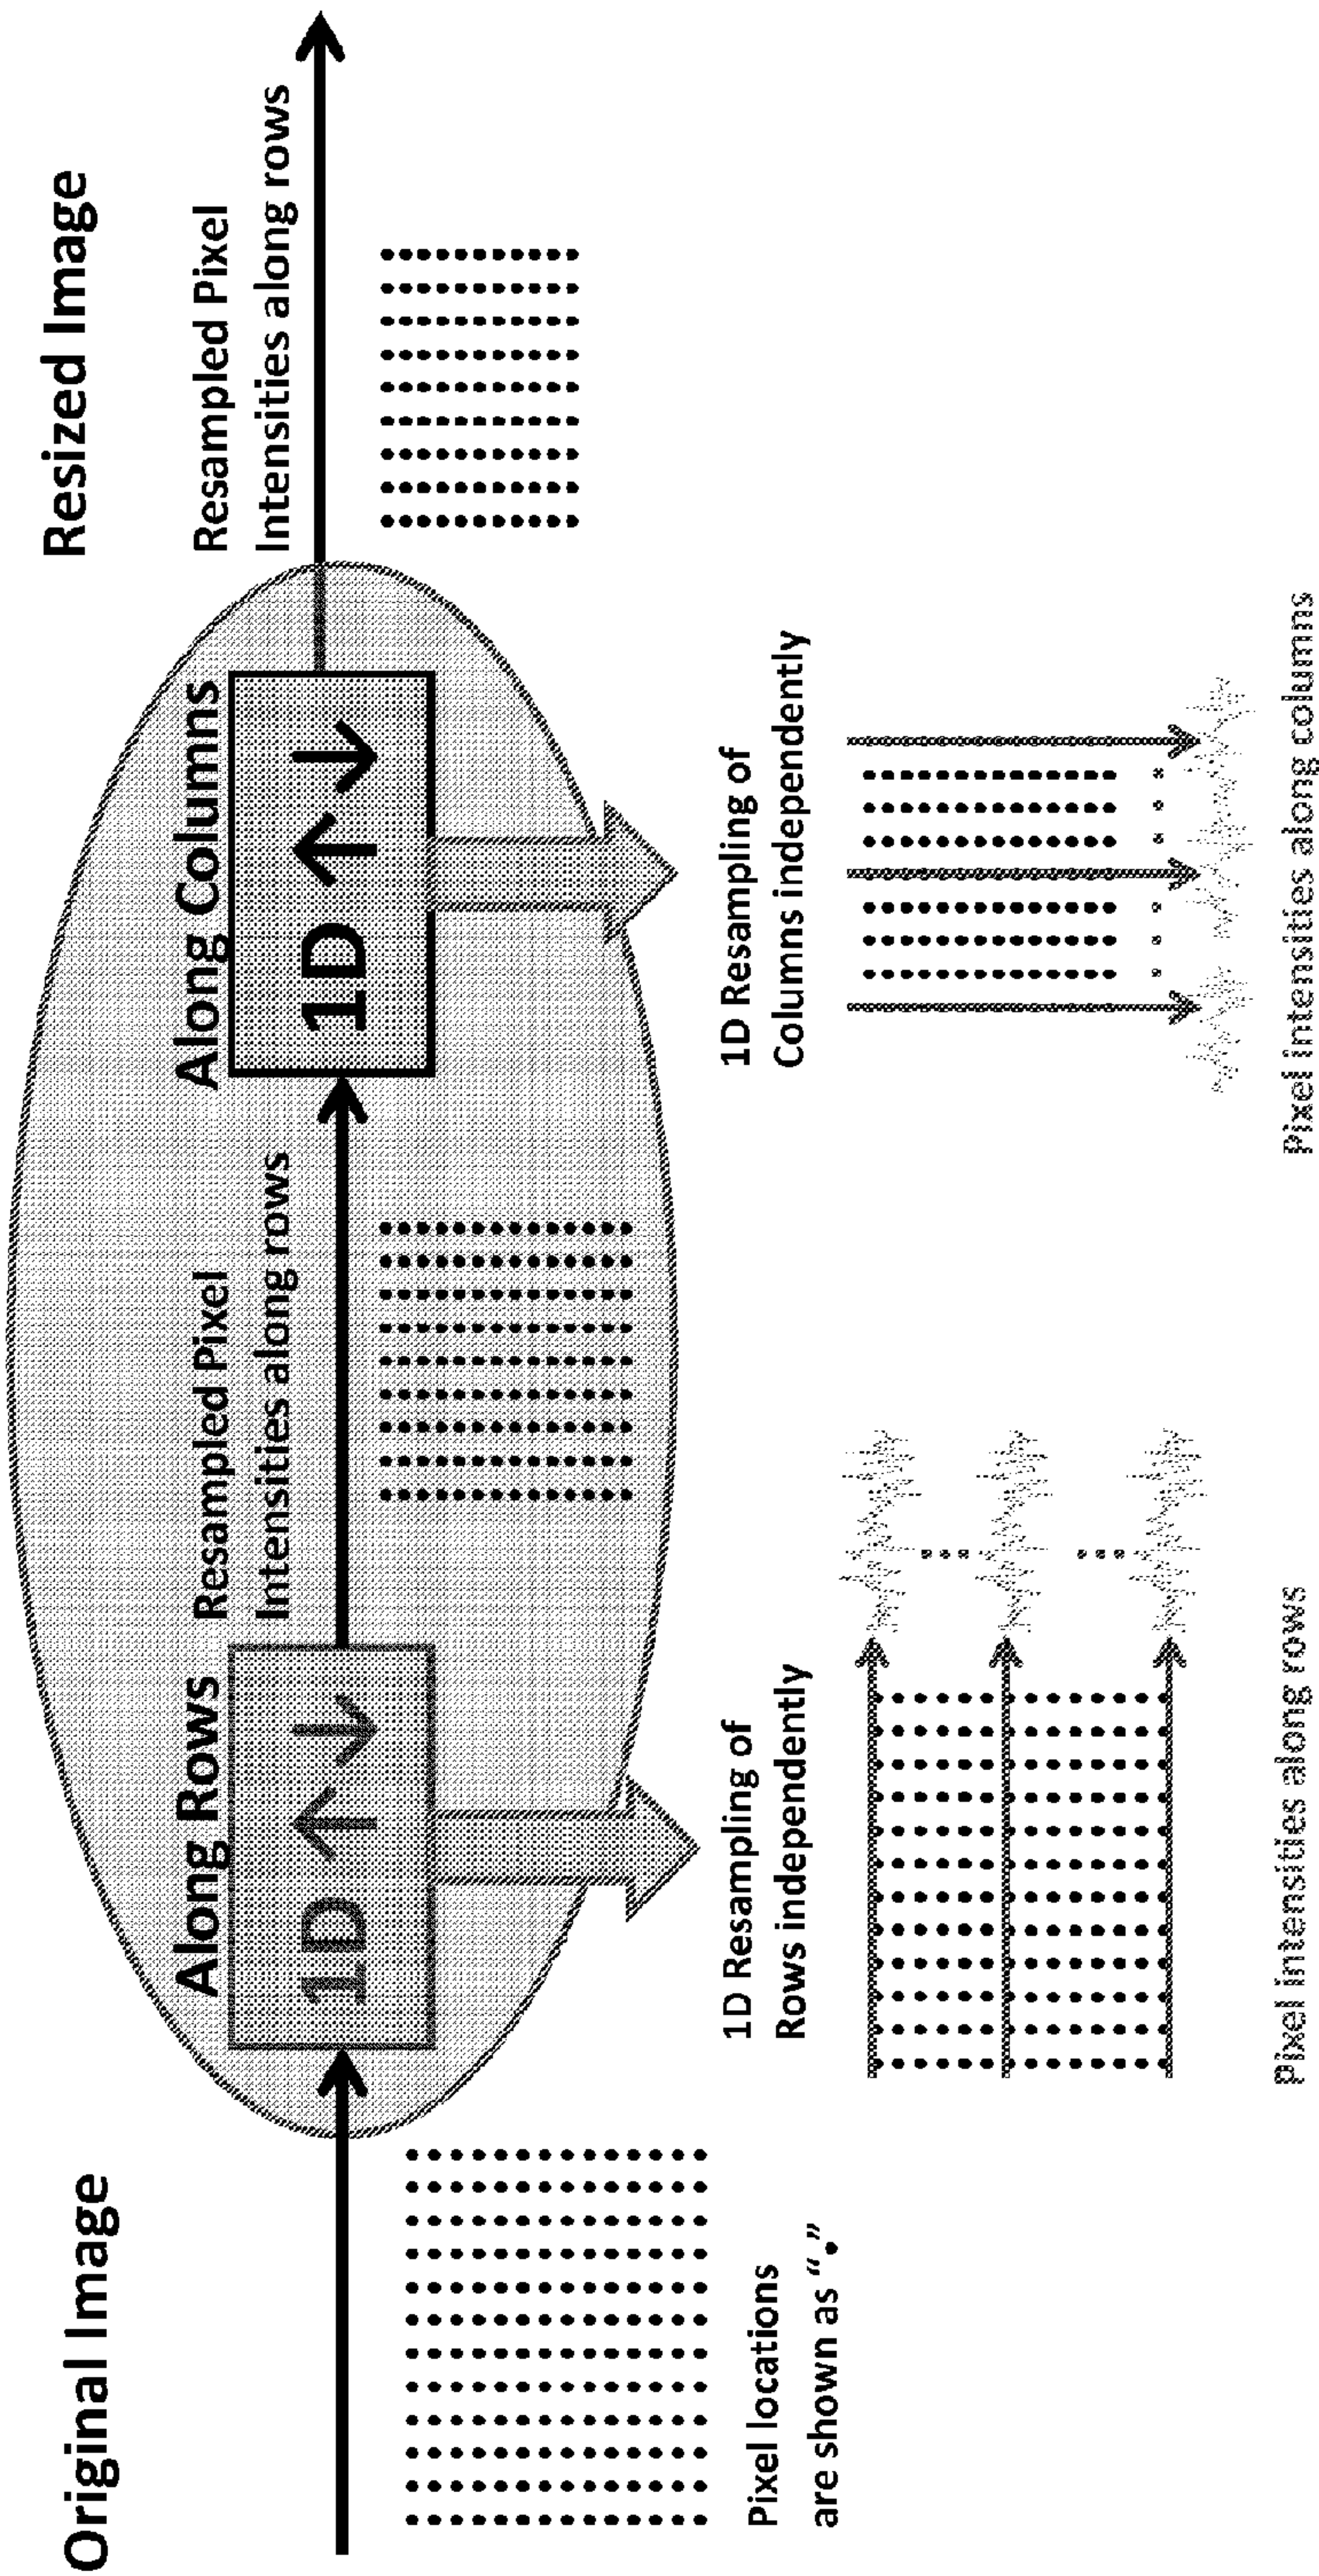 Original Image
Resized Image
Along Rows
Along Columns
1D ↑↓
1D ↑↓
Resampled Pixel
Intensities along rows
Resampled Pixel
Intensities along rows
Pixel locations
are shown as “•”
1D Resampling of
Rows independently
1D Resampling of
Columns independently
Pixel intensities along rows
Pixel intensities along columns